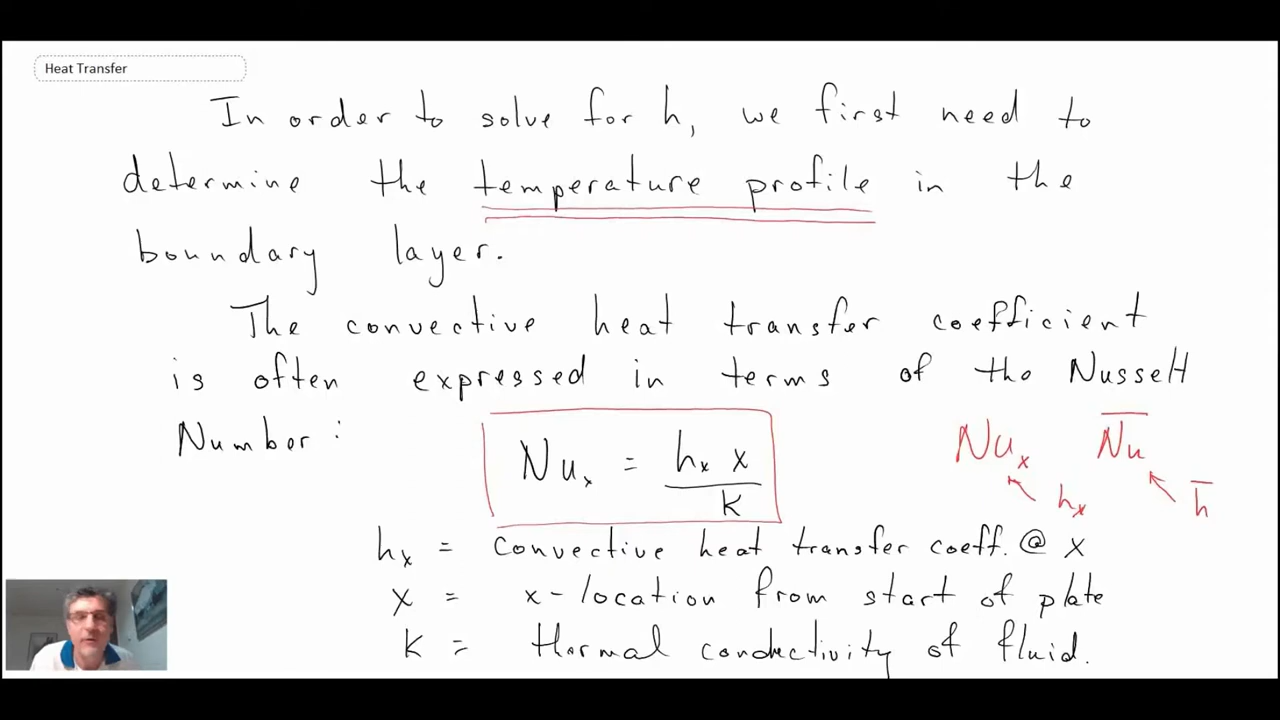 Heat Transfer
In order to solve for h, we first need to
determine the temperature profile in the
boundary layer.
The convective heat transfer coefficient
is often expressed in terms of the Nusselt
Number:
Nuₓ = hₓ x / k
Nuₓ N̅u̅
hₓ h̅
hₓ = convective heat transfer coeff. @ x
x = x-location from start of plate
k = thermal conductivity of fluid.